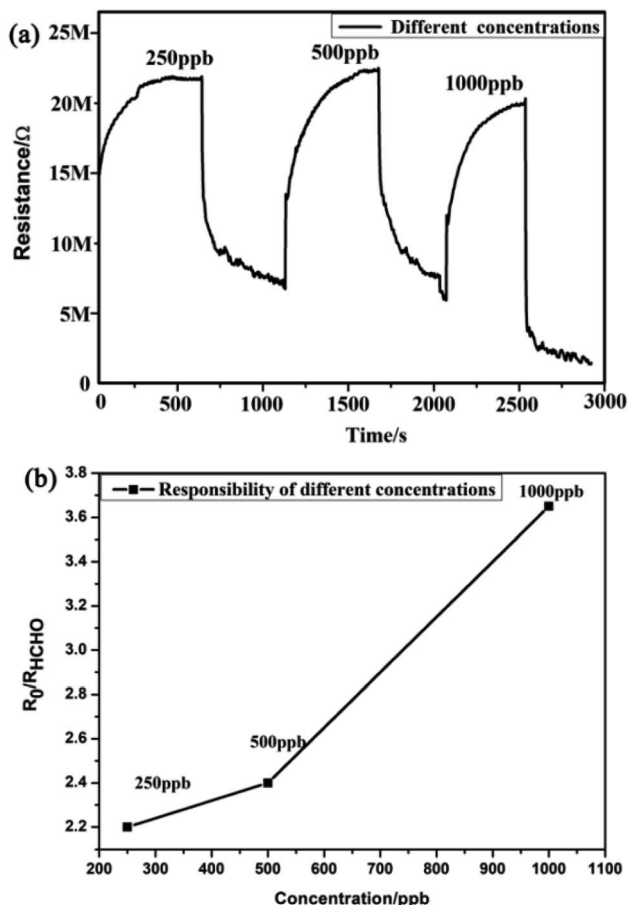 (a)
Different concentrations
25M
20M
15M
10M
5M
0
Resistance/Ω
250ppb
500ppb
1000ppb
0 500 1000 1500 2000 2500 3000
Time/s
(b)
Responsibility of different concentrations
3.8
3.6
3.4
3.2
3.0
2.8
2.6
2.4
2.2
R0/RHCHO
1000ppb
500ppb
250ppb
200 300 400 500 600 700 800 900 1000 1100
Concentration/ppb